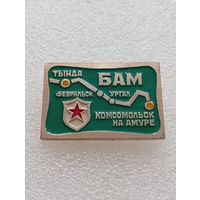 ТЫНДА БАМ
ФЕВРАЛЬСК УРГАЛ
КОМСОМОЛЬСК
НА АМУРЕ